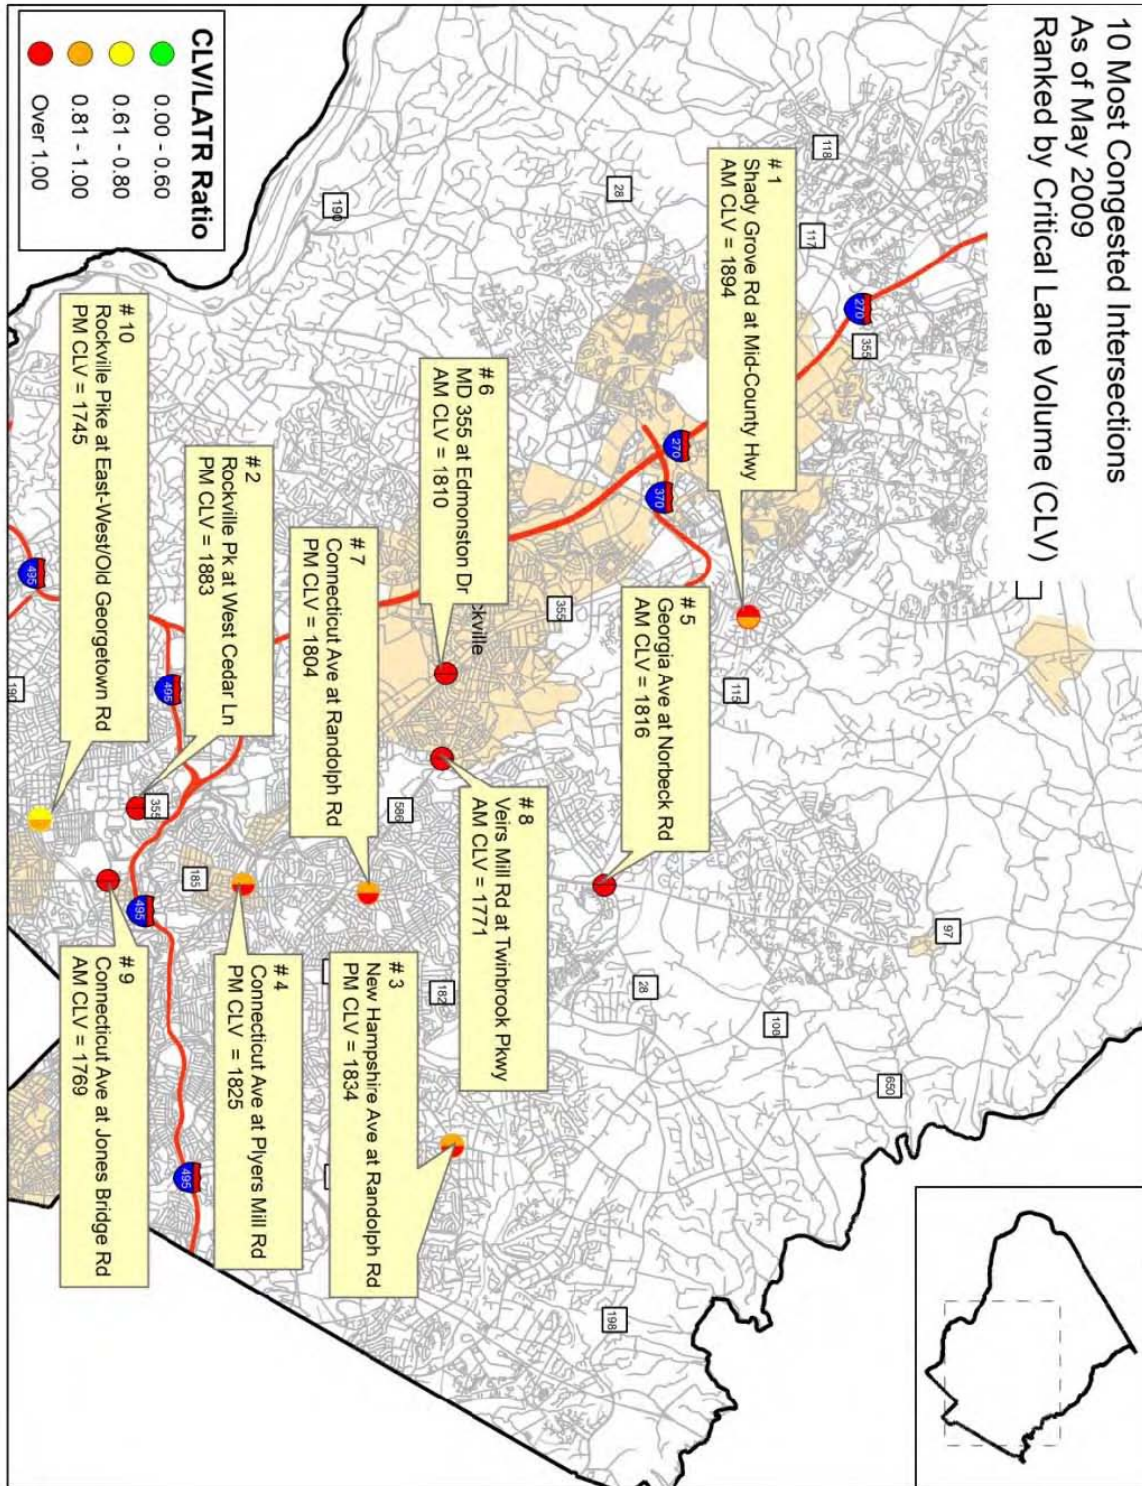 10 Most Congested Intersections
As of May 2009
Ranked by Critical Lane Volume (CLV)
# 1
Shady Grove Rd at Mid-County Hwy
AM CLV = 1894
# 5
Georgia Ave at Norbeck Rd
AM CLV = 1816
# 6
MD 355 at Edmonston Dr
AM CLV = 1810
ckville
# 8
Veirs Mill Rd at Twinbrook Pkwy
AM CLV = 1771
# 7
Connecticut Ave at Randolph Rd
PM CLV = 1804
# 3
New Hampshire Ave at Randolph Rd
PM CLV = 1834
# 2
Rockville Pk at West Cedar Ln
PM CLV = 1883
# 4
Connecticut Ave at Plyers Mill Rd
PM CLV = 1825
# 10
Rockville Pike at East-West/Old Georgetown Rd
PM CLV = 1745
# 9
Connecticut Ave at Jones Bridge Rd
AM CLV = 1769
118
117
28
190
270
355
270
370
115
355
97
108
650
28
198
586
182
185
355
495
495
495
495
190
CLV/LATR Ratio
0.00 - 0.60
0.61 - 0.80
0.81 - 1.00
Over 1.00